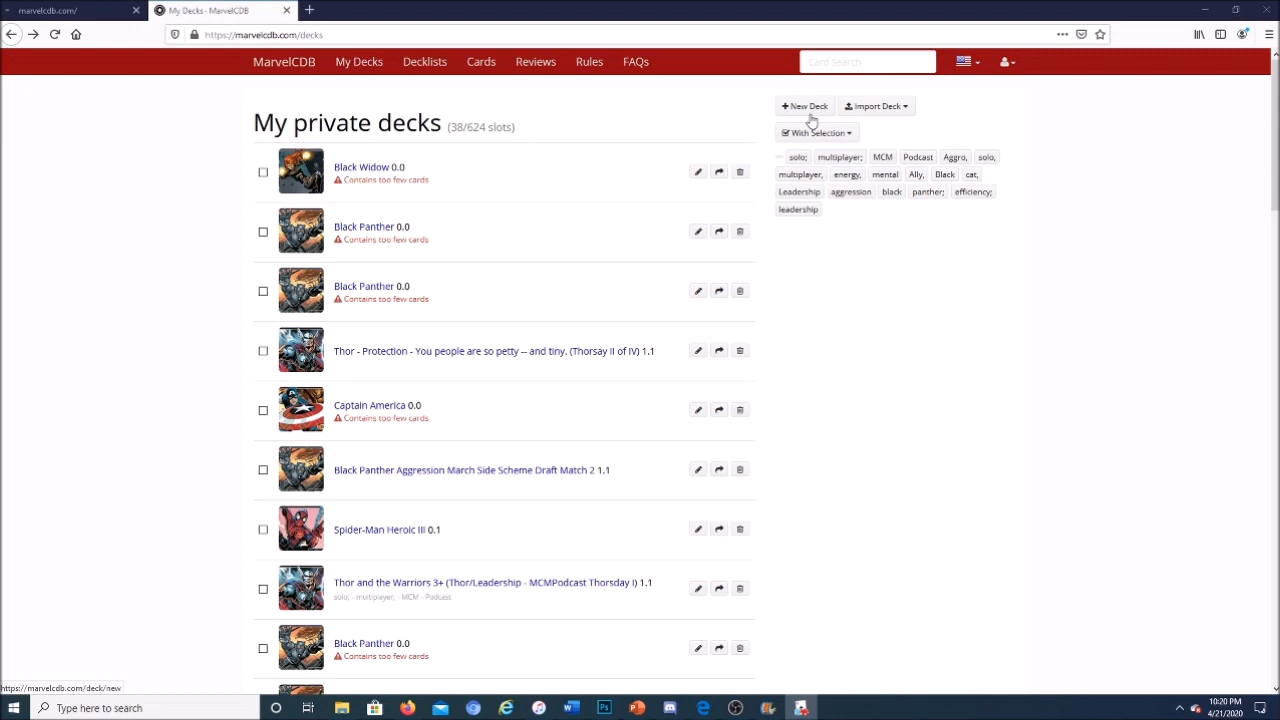 marvelcdb.com/
My Decks · MarvelCDB
https://marvelcdb.com/decks
MarvelCDB My Decks Decklists Cards Reviews Rules FAQs Card Search
My private decks (38/624 slots)
New Deck Import Deck
With Selection
solo; multiplayer; MCM Podcast Aggro, solo,
multiplayer, energy, mental Ally, Black cat,
Leadership aggression black panther; efficiency;
leadership
Black Widow 0.0
Contains too few cards
Black Panther 0.0
Contains too few cards
Black Panther 0.0
Contains too few cards
Thor - Protection - You people are so petty -- and tiny. (Thorsay II of IV) 1.1
Captain America 0.0
Contains too few cards
Black Panther Aggression March Side Scheme Draft Match 2 1.1
Spider-Man Heroic III 0.1
Thor and the Warriors 3+ (Thor/Leadership - MCMPodcast Thorsday I) 1.1
solo; - multiplayer; - MCM - Podcast
Black Panther 0.0
Contains too few cards
https://marvelcdb.com/deck/new
Type here to search
10:20 PM
4/21/2020